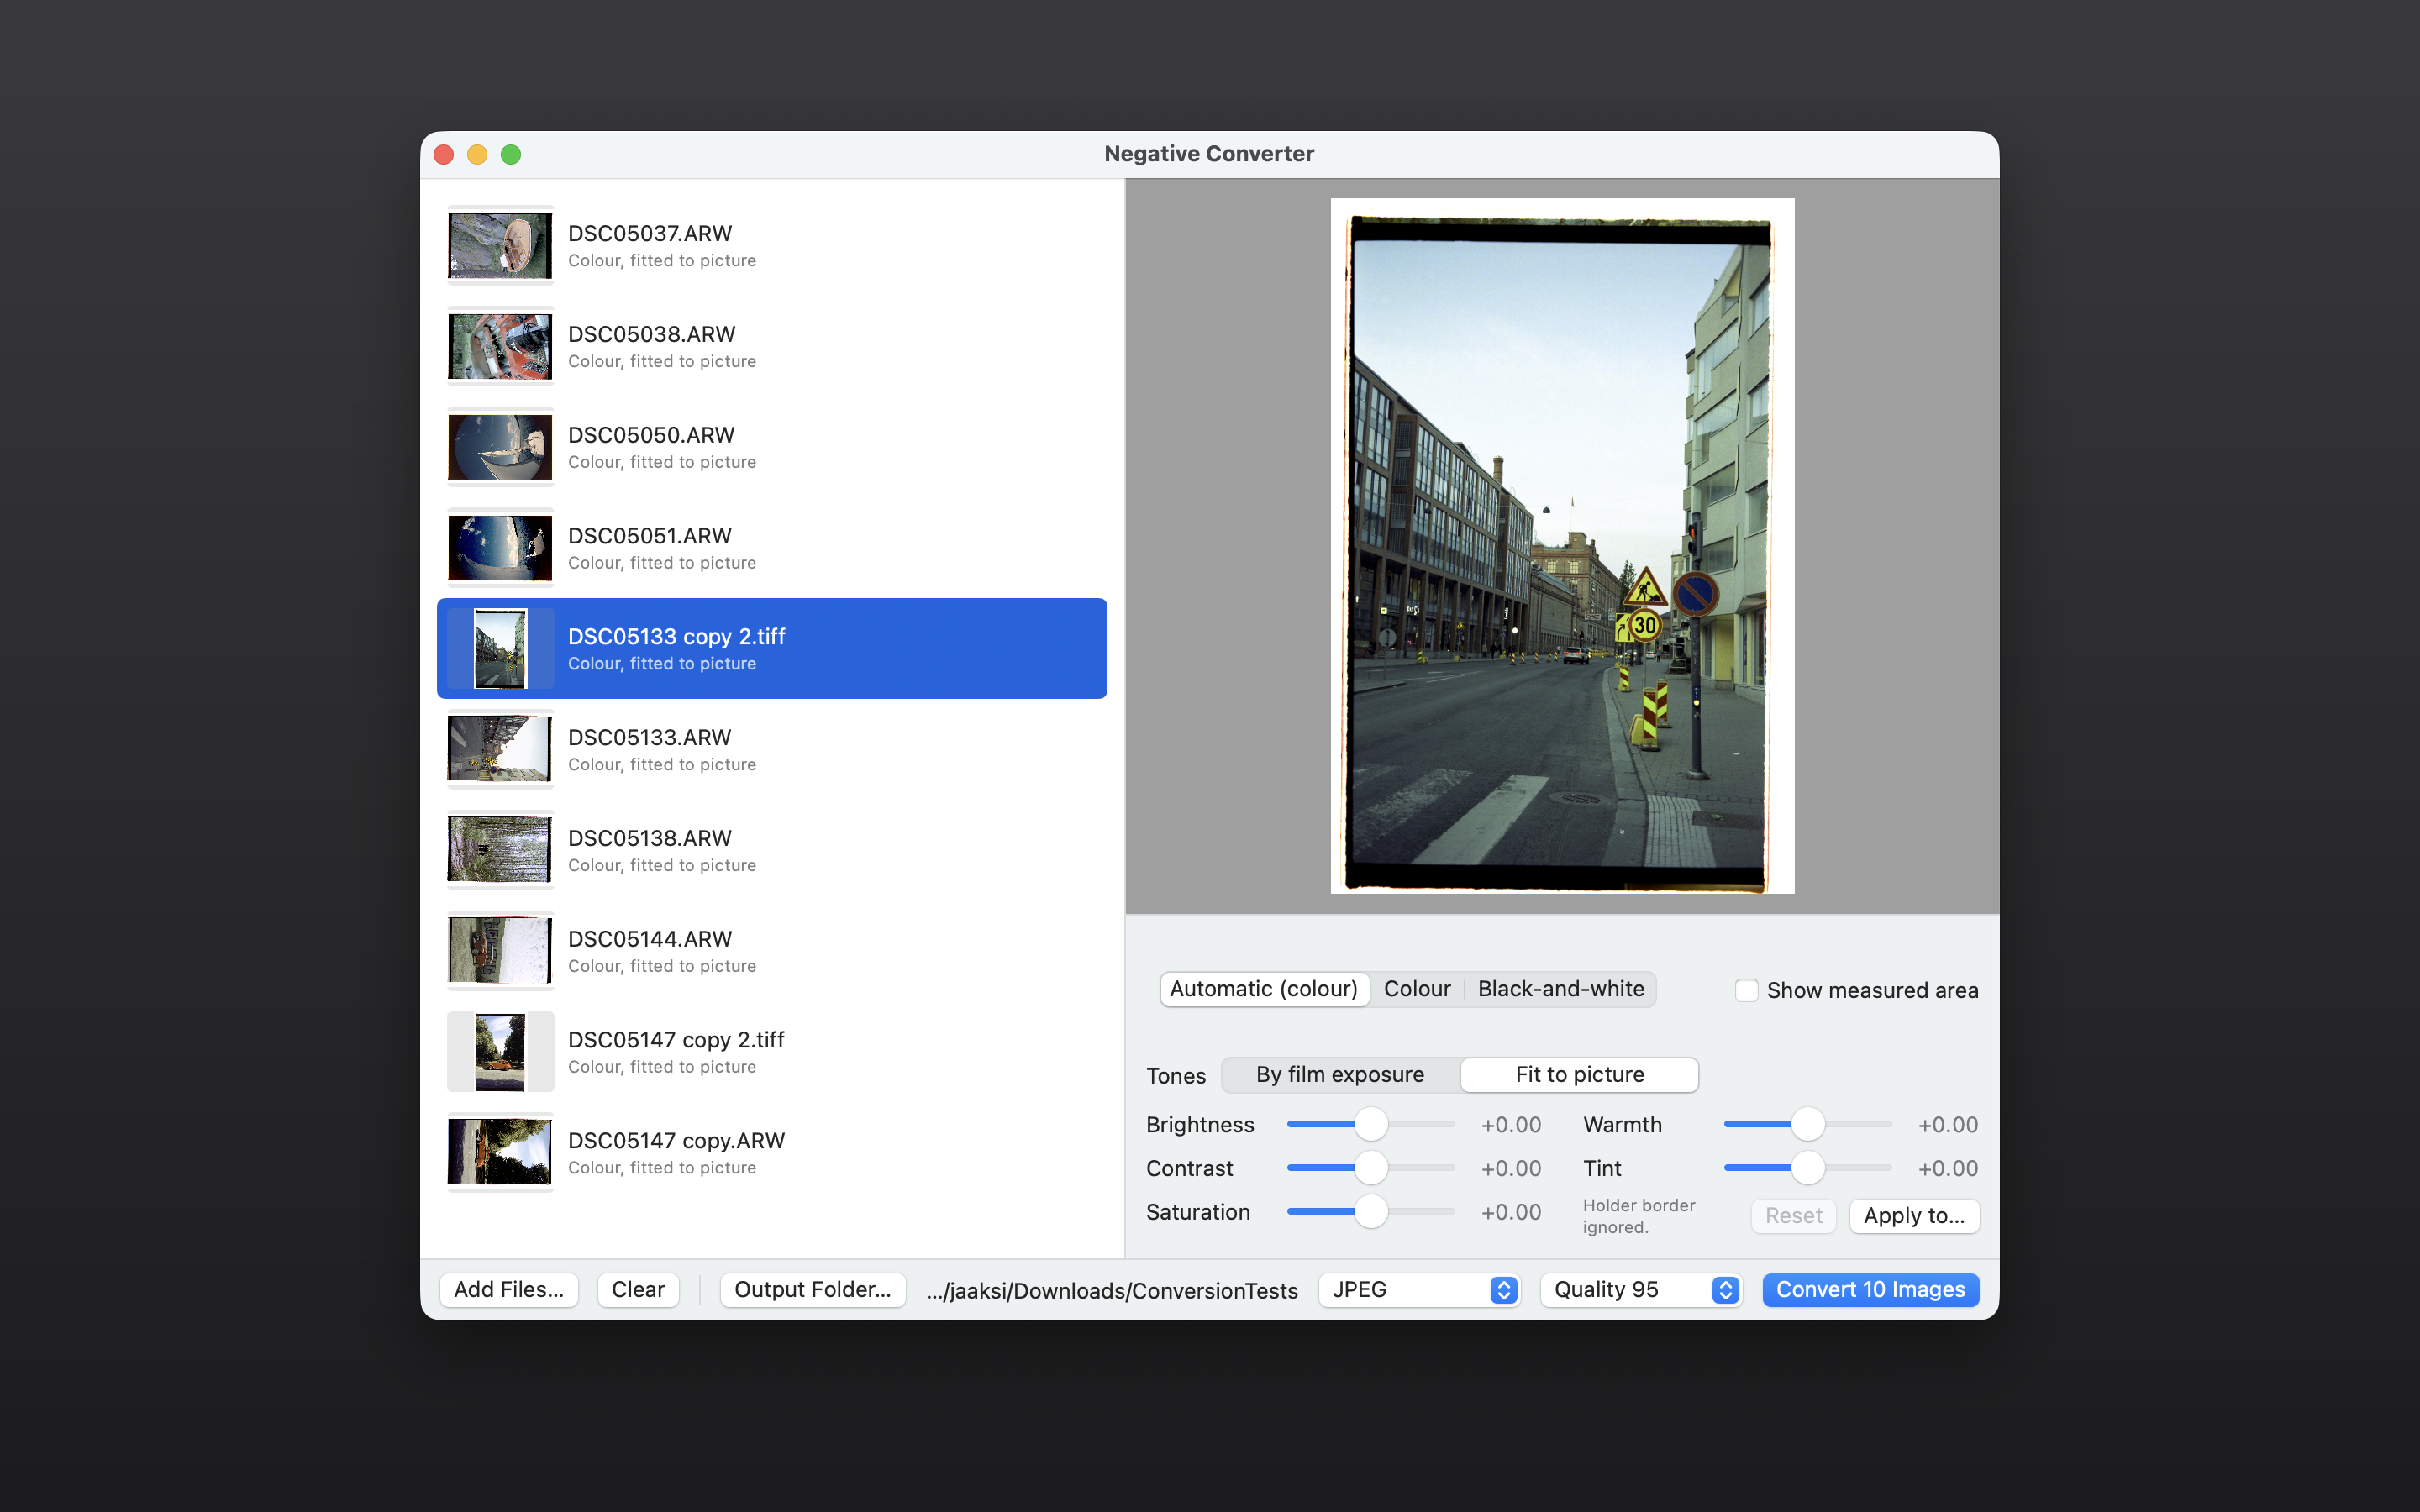 Negative Converter
DSC05037.ARW
Colour, fitted to picture
DSC05038.ARW
Colour, fitted to picture
DSC05050.ARW
Colour, fitted to picture
DSC05051.ARW
Colour, fitted to picture
DSC05133 copy 2.tiff
Colour, fitted to picture
DSC05133.ARW
Colour, fitted to picture
DSC05138.ARW
Colour, fitted to picture
DSC05144.ARW
Colour, fitted to picture
DSC05147 copy 2.tiff
Colour, fitted to picture
DSC05147 copy.ARW
Colour, fitted to picture
30
Automatic (colour) Colour Black-and-white Show measured area
Tones By film exposure Fit to picture
Brightness +0.00 Warmth +0.00
Contrast +0.00 Tint +0.00
Saturation +0.00 Holder border
ignored. Reset Apply to...
Add Files... Clear Output Folder... .../jaaksi/Downloads/ConversionTests JPEG Quality 95 Convert 10 Images